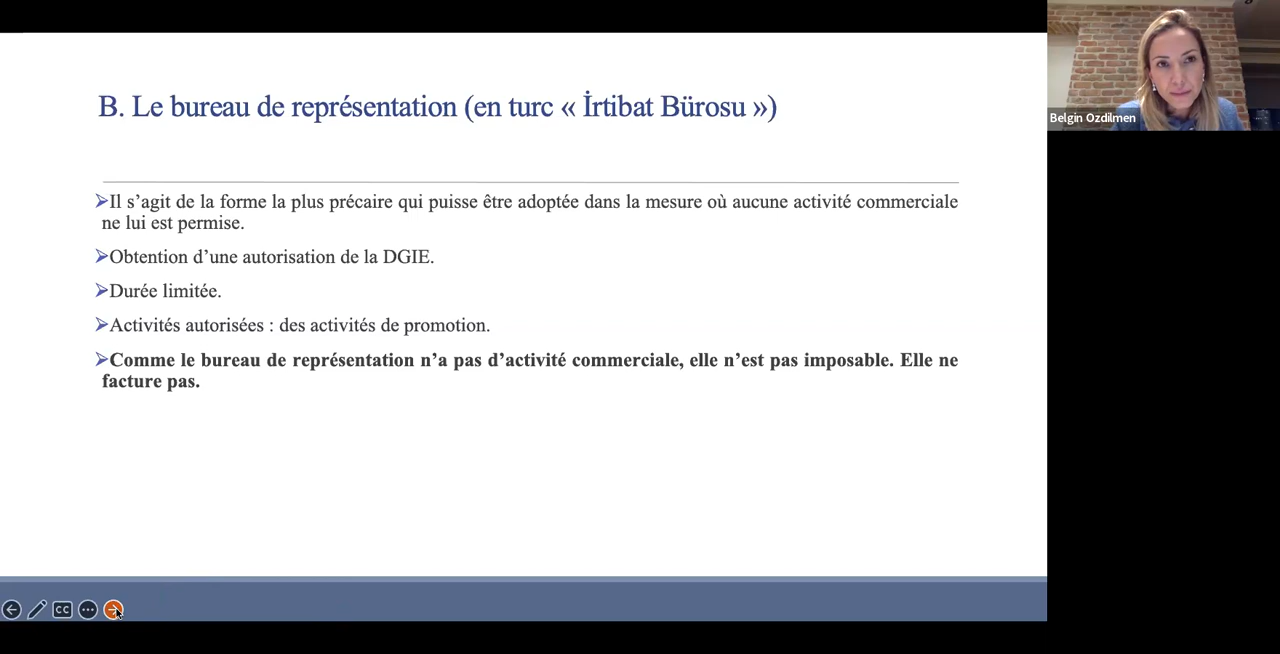 B. Le bureau de représentation (en turc « İrtibat Bürosu »)
➢Il s’agit de la forme la plus précaire qui puisse être adoptée dans la mesure où aucune activité commerciale
ne lui est permise.
➢Obtention d’une autorisation de la DGIE.
➢Durée limitée.
➢Activités autorisées : des activités de promotion.
➢Comme le bureau de représentation n’a pas d’activité commerciale, elle n’est pas imposable. Elle ne
facture pas.
Belgin Ozdilmen
CC